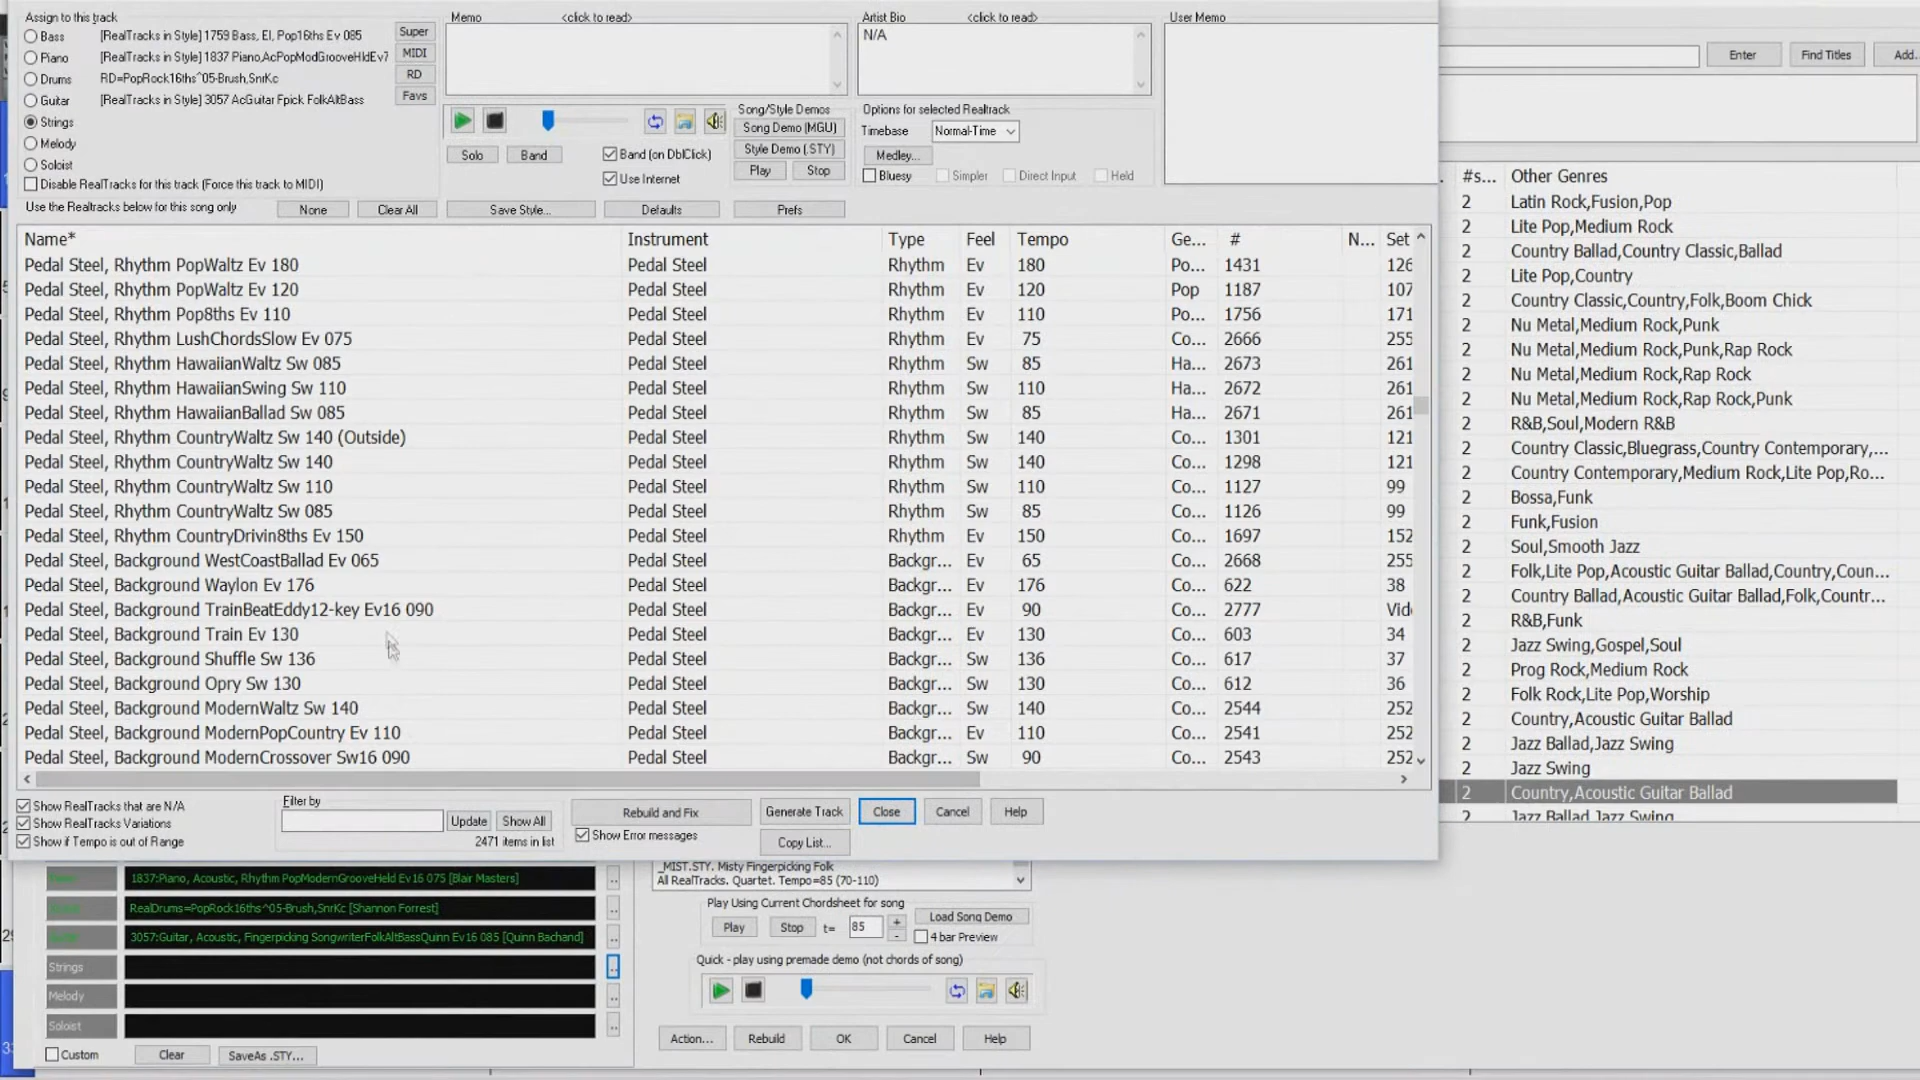 Assign to this track
Bass [RealTracks in Style] 1759 Bass, El, Pop16ths Ev 085
Piano [RealTracks in Style] 1837 Piano,AcPopModGrooveHldEv7
Drums RD=PopRock16ths^05-Brush,SnrKc
Guitar [RealTracks in Style] 3057 AcGuitar Fpick FolkAltBass
Strings
Melody
Soloist
Disable RealTracks for this track (Force this track to MIDI)
Use the Realtracks below for this song only
Super
MIDI
RD
Favs
None
Clear All
Memo <click to read>
Solo
Band
Band (on DblClick)
Use Internet
Save Style...
Defaults
Prefs
Song/Style Demos
Song Demo (MGU)
Style Demo (.STY)
Play
Stop
Artist Bio <click to read>
N/A
Options for selected Realtrack
Timebase Normal-Time
Medley...
Bluesy Simpler Direct Input Held
User Memo
Enter
Find Titles
Add..
Name* Instrument Type Feel Tempo Ge... # N... Set
Pedal Steel, Rhythm PopWaltz Ev 180 Pedal Steel Rhythm Ev 180 Po... 1431 126
Pedal Steel, Rhythm PopWaltz Ev 120 Pedal Steel Rhythm Ev 120 Pop 1187 107
Pedal Steel, Rhythm Pop8ths Ev 110 Pedal Steel Rhythm Ev 110 Po... 1756 171
Pedal Steel, Rhythm LushChordsSlow Ev 075 Pedal Steel Rhythm Ev 75 Co... 2666 255
Pedal Steel, Rhythm HawaiianWaltz Sw 085 Pedal Steel Rhythm Sw 85 Ha... 2673 261
Pedal Steel, Rhythm HawaiianSwing Sw 110 Pedal Steel Rhythm Sw 110 Ha... 2672 261
Pedal Steel, Rhythm HawaiianBallad Sw 085 Pedal Steel Rhythm Sw 85 Ha... 2671 261
Pedal Steel, Rhythm CountryWaltz Sw 140 (Outside) Pedal Steel Rhythm Sw 140 Co... 1301 121
Pedal Steel, Rhythm CountryWaltz Sw 140 Pedal Steel Rhythm Sw 140 Co... 1298 121
Pedal Steel, Rhythm CountryWaltz Sw 110 Pedal Steel Rhythm Sw 110 Co... 1127 99
Pedal Steel, Rhythm CountryWaltz Sw 085 Pedal Steel Rhythm Sw 85 Co... 1126 99
Pedal Steel, Rhythm CountryDrivin8ths Ev 150 Pedal Steel Rhythm Ev 150 Co... 1697 152
Pedal Steel, Background WestCoastBallad Ev 065 Pedal Steel Backgr... Ev 65 Co... 2668 255
Pedal Steel, Background Waylon Ev 176 Pedal Steel Backgr... Ev 176 Co... 622 38
Pedal Steel, Background TrainBeatEddy12-key Ev16 090 Pedal Steel Backgr... Ev 90 Co... 2777 Vid
Pedal Steel, Background Train Ev 130 Pedal Steel Backgr... Ev 130 Co... 603 34
Pedal Steel, Background Shuffle Sw 136 Pedal Steel Backgr... Sw 136 Co... 617 37
Pedal Steel, Background Opry Sw 130 Pedal Steel Backgr... Sw 130 Co... 612 36
Pedal Steel, Background ModernWaltz Sw 140 Pedal Steel Backgr... Sw 140 Co... 2544 252
Pedal Steel, Background ModernPopCountry Ev 110 Pedal Steel Backgr... Ev 110 Co... 2541 252
Pedal Steel, Background ModernCrossover Sw16 090 Pedal Steel Backgr... Sw 90 Co... 2543 252
#s... Other Genres
2 Latin Rock,Fusion,Pop
2 Lite Pop,Medium Rock
2 Country Ballad,Country Classic,Ballad
2 Lite Pop,Country
2 Country Classic,Country,Folk,Boom Chick
2 Nu Metal,Medium Rock,Punk
2 Nu Metal,Medium Rock,Punk,Rap Rock
2 Nu Metal,Medium Rock,Rap Rock
2 Nu Metal,Medium Rock,Rap Rock,Punk
2 R&B,Soul,Modern R&B
2 Country Classic,Bluegrass,Country Contemporary,...
2 Country Contemporary,Medium Rock,Lite Pop,Ro...
2 Bossa,Funk
2 Funk,Fusion
2 Soul,Smooth Jazz
2 Folk,Lite Pop,Acoustic Guitar Ballad,Country,Coun...
2 Country Ballad,Acoustic Guitar Ballad,Folk,Countr...
2 R&B,Funk
2 Jazz Swing,Gospel,Soul
2 Prog Rock,Medium Rock
2 Folk Rock,Lite Pop,Worship
2 Country,Acoustic Guitar Ballad
2 Jazz Ballad,Jazz Swing
2 Jazz Swing
2 Country,Acoustic Guitar Ballad
2 Jazz Ballad Jazz Swing
Show RealTracks that are N/A
Show RealTracks Variations
Show if Tempo is out of Range
Filter by
Update
Show All
2471 items in list
Rebuild and Fix
Show Error messages
Generate Track
Close
Cancel
Help
Copy List...
1837:Piano, Acoustic, Rhythm PopModernGrooveHeld Ev16 075 [Blair Masters]
RealDrums=PopRock16ths^05-Brush,SnrKc [Shannon Forrest]
3057:Guitar, Acoustic, Fingerpicking SongwriterFolkAltBassQuinn Ev16 085 [Quinn Bachand]
Strings
Melody
Soloist
Custom
Clear
SaveAs .STY...
_MIST.STY. Misty Fingerpicking Folk
All RealTracks. Quartet. Tempo=85 (70-110)
Play Using Current Chordsheet for song
Play
Stop
t= 85
+
-
Load Song Demo
4 bar Preview
Quick - play using premade demo (not chords of song)
Action...
Rebuild
OK
Cancel
Help